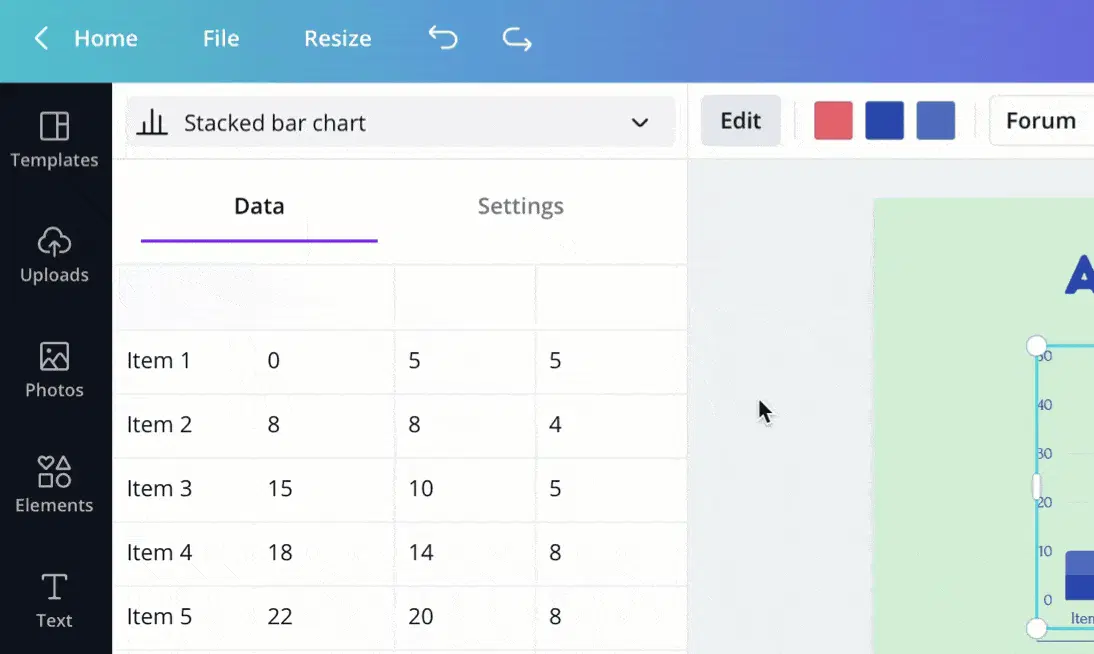 Home File Resize
Stacked bar chart
Edit
Forum
Templates
Data Settings
Uploads
Item 1 0 5 5
Photos
Item 2 8 8 4
Item 3 15 10 5
Elements
Item 4 18 14 8
Text
Item 5 22 20 8
A
40
30
20
10
0
Item